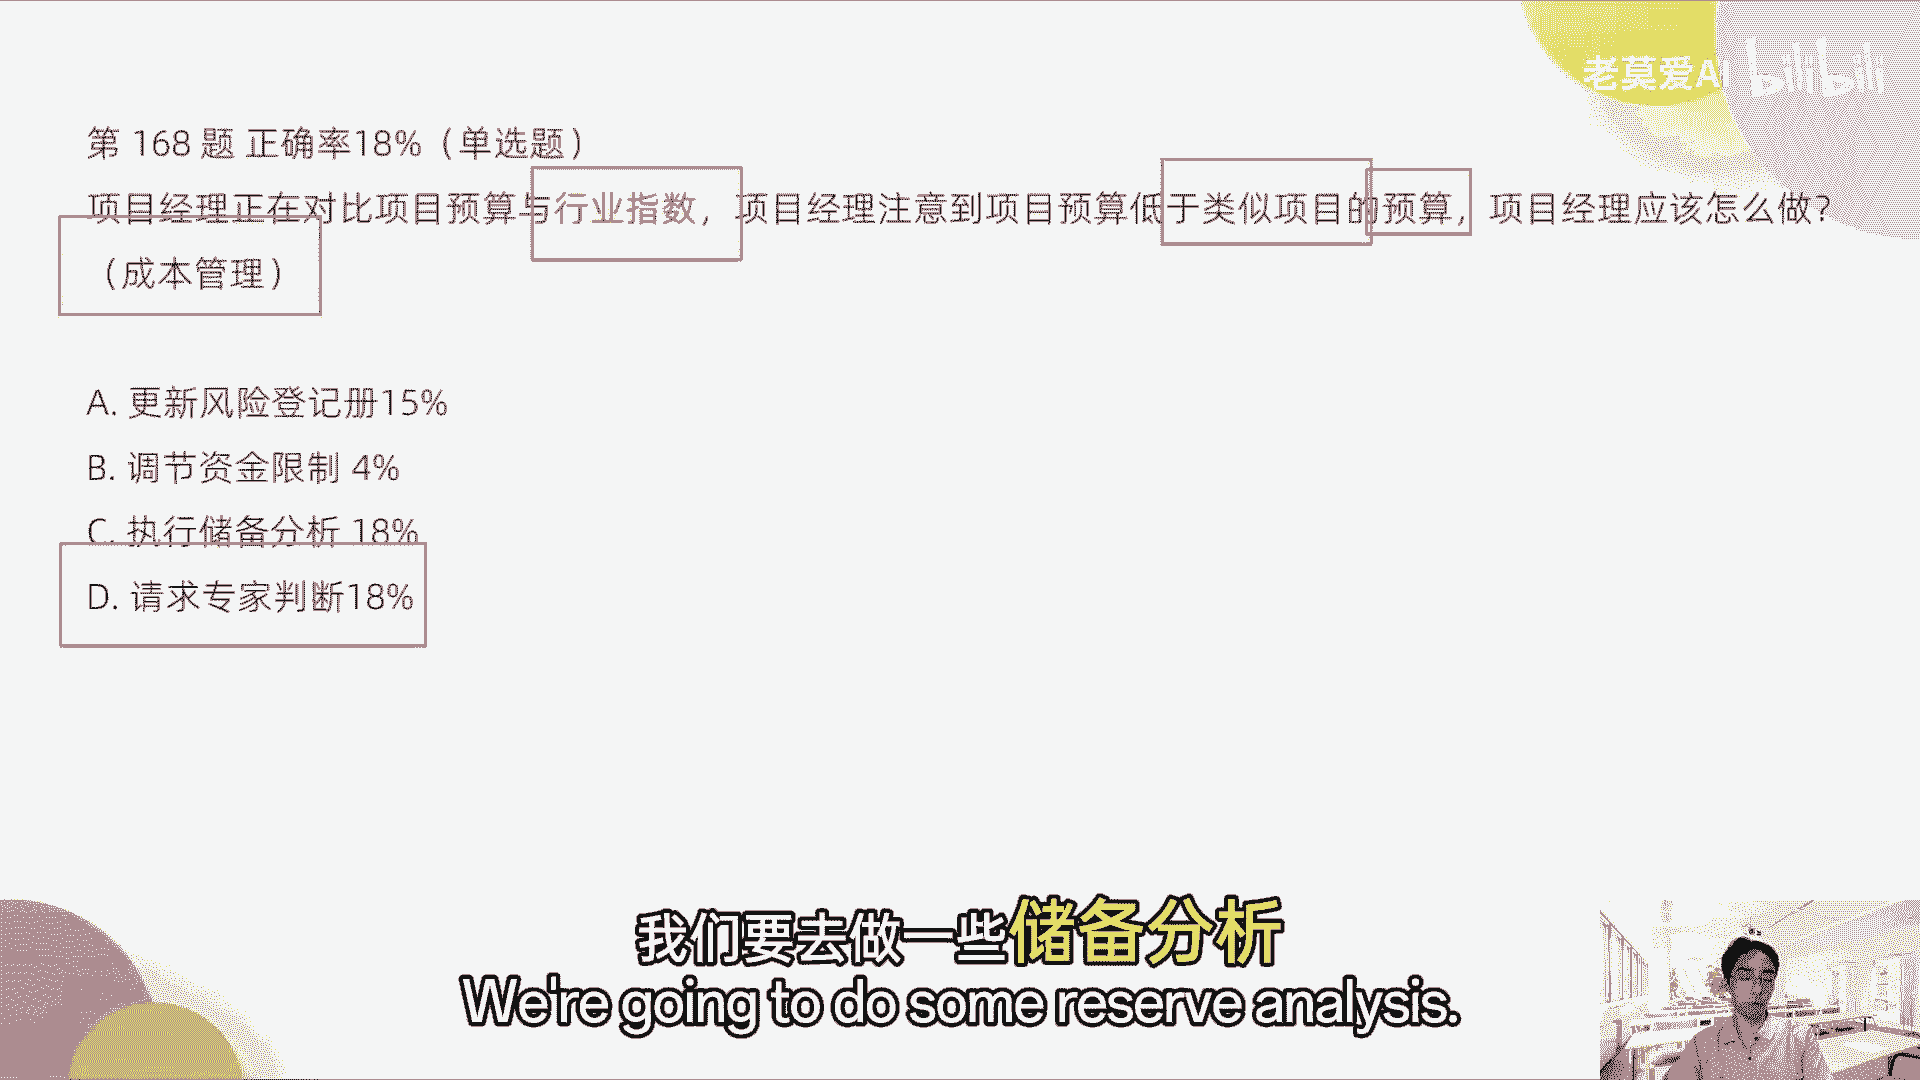 老莫爱AI bilibili
第 168 题 正确率18%（单选题）
项目经理正在对比项目预算与行业指数，项目经理注意到项目预算低于类似项目的预算，项目经理应该怎么做？
（成本管理）
A. 更新风险登记册15%
B. 调节资金限制 4%
C. 执行储备分析 18%
D. 请求专家判断18%
我们要去做一些储备分析
We're going to do some reserve analysis.